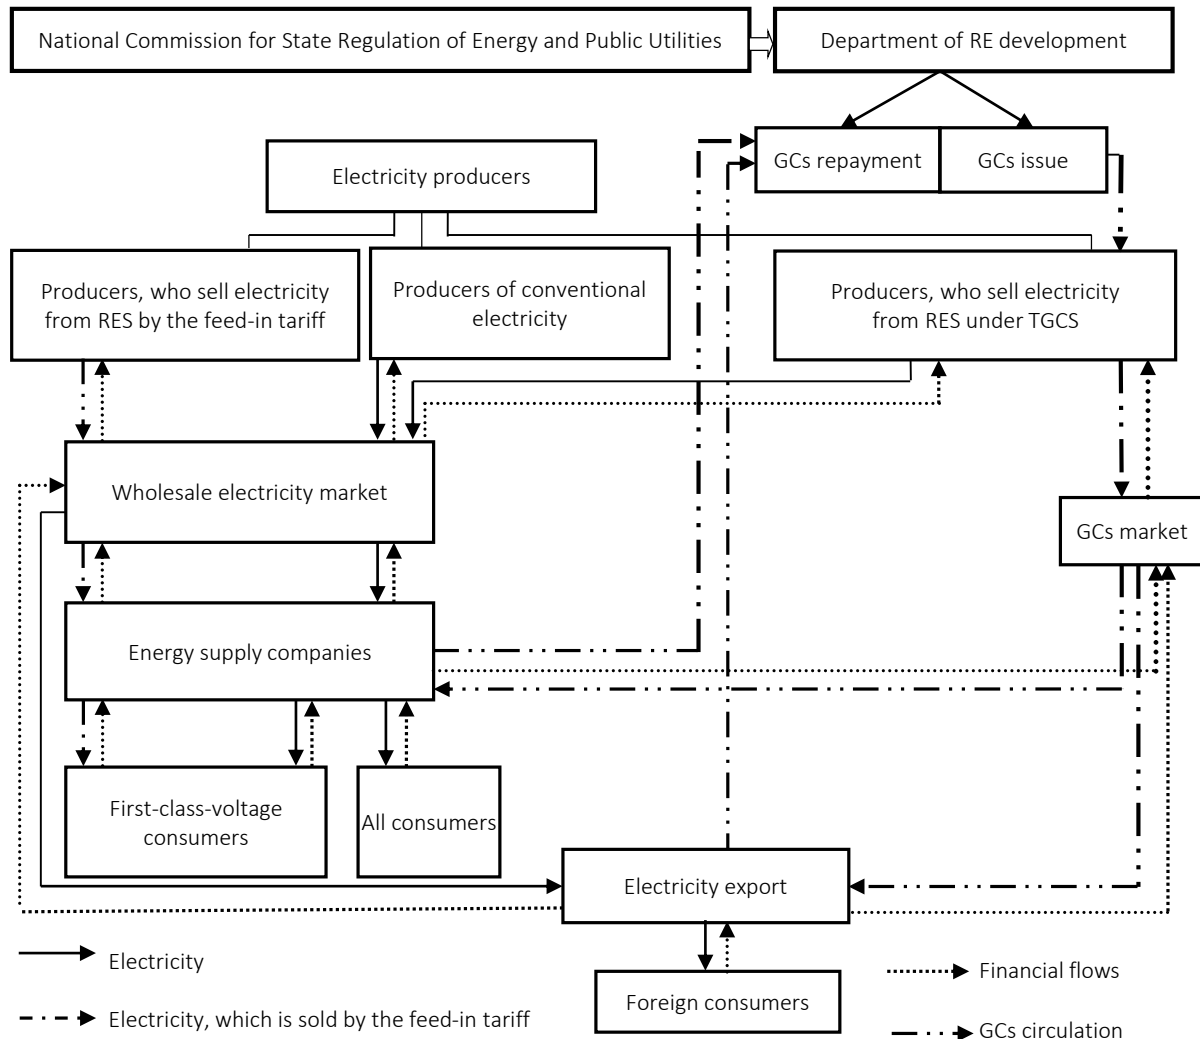 National Commission for State Regulation of Energy and Public Utilities
Department of RE development
GCs repayment
GCs issue
Electricity producers
Producers, who sell electricity
from RES by the feed-in tariff
Producers of conventional
electricity
Producers, who sell electricity
from RES under TGCS
Wholesale electricity market
GCs market
Energy supply companies
First-class-voltage
consumers
All consumers
Electricity export
Foreign consumers
Electricity
Electricity, which is sold by the feed-in tariff
Financial flows
GCs circulation